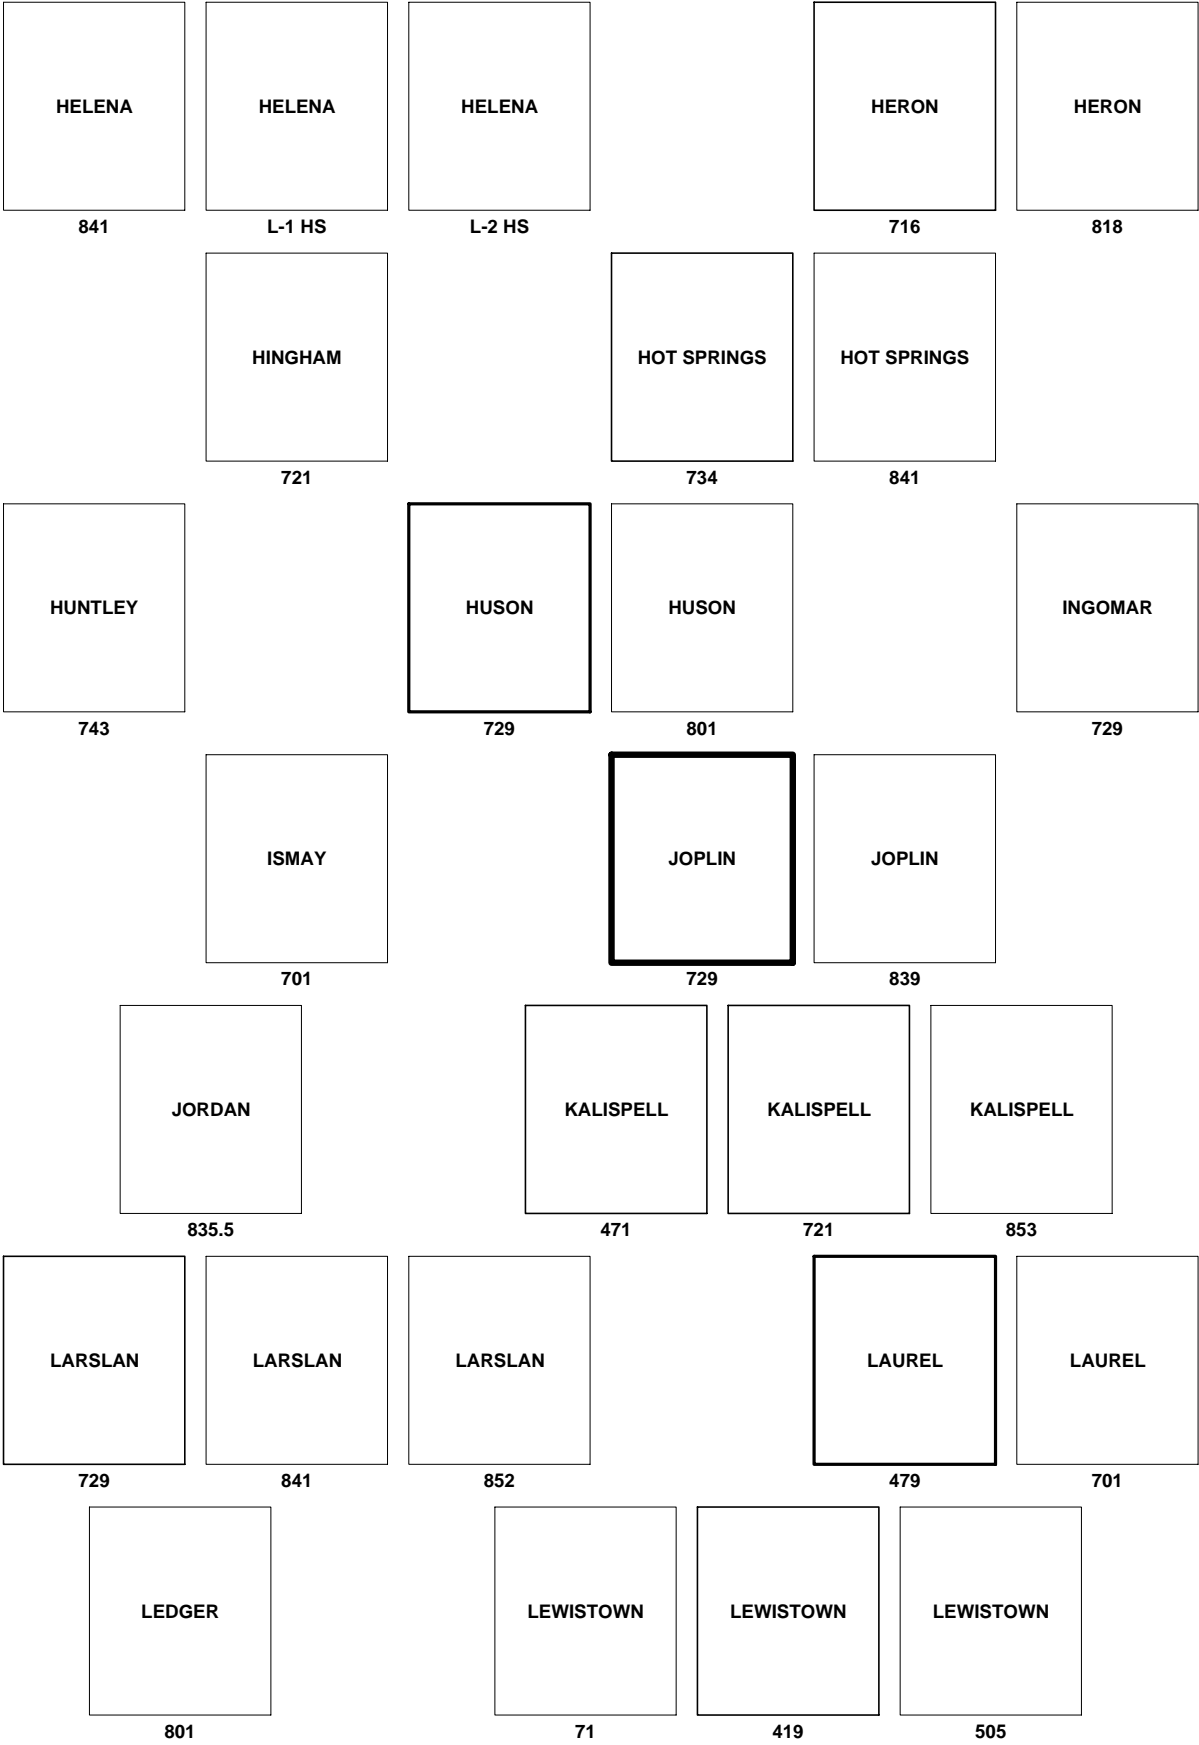 HELENA HELENA HELENA HERON HERON
841 L-1 HS L-2 HS 716 818
HINGHAM HOT SPRINGS HOT SPRINGS
721 734 841
HUNTLEY HUSON HUSON INGOMAR
743 729 801 729
ISMAY JOPLIN JOPLIN
701 729 839
JORDAN KALISPELL KALISPELL KALISPELL
835.5 471 721 853
LARSLAN LARSLAN LARSLAN LAUREL LAUREL
729 841 852 479 701
LEDGER LEWISTOWN LEWISTOWN LEWISTOWN
801 71 419 505